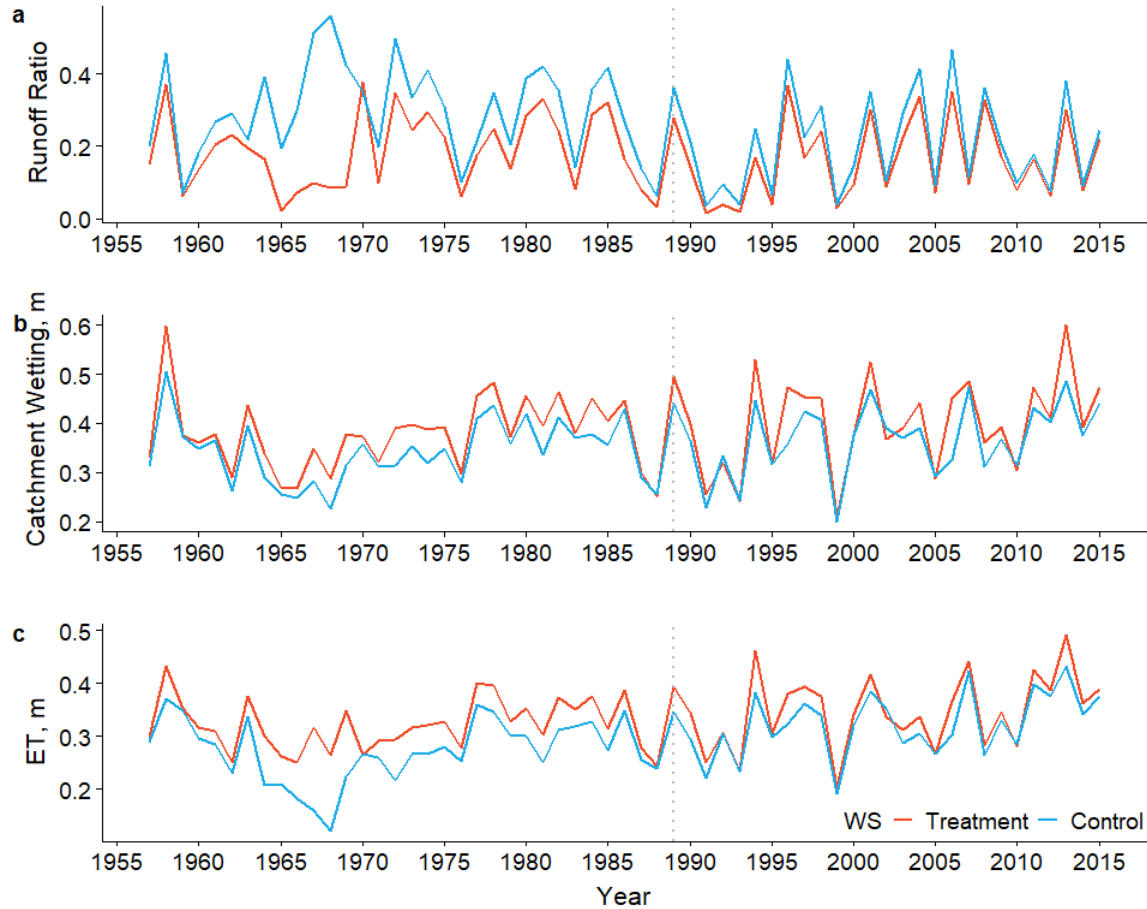 a
Runoff Ratio
0.4
0.2
0.0
1955 1960 1965 1970 1975 1980 1985 1990 1995 2000 2005 2010 2015
b
Catchment Wetting, m
0.6
0.5
0.4
0.3
0.2
1955 1960 1965 1970 1975 1980 1985 1990 1995 2000 2005 2010 2015
c
ET, m
0.5
0.4
0.3
0.2
WS Treatment Control
1955 1960 1965 1970 1975 1980 1985 1990 1995 2000 2005 2010 2015
Year